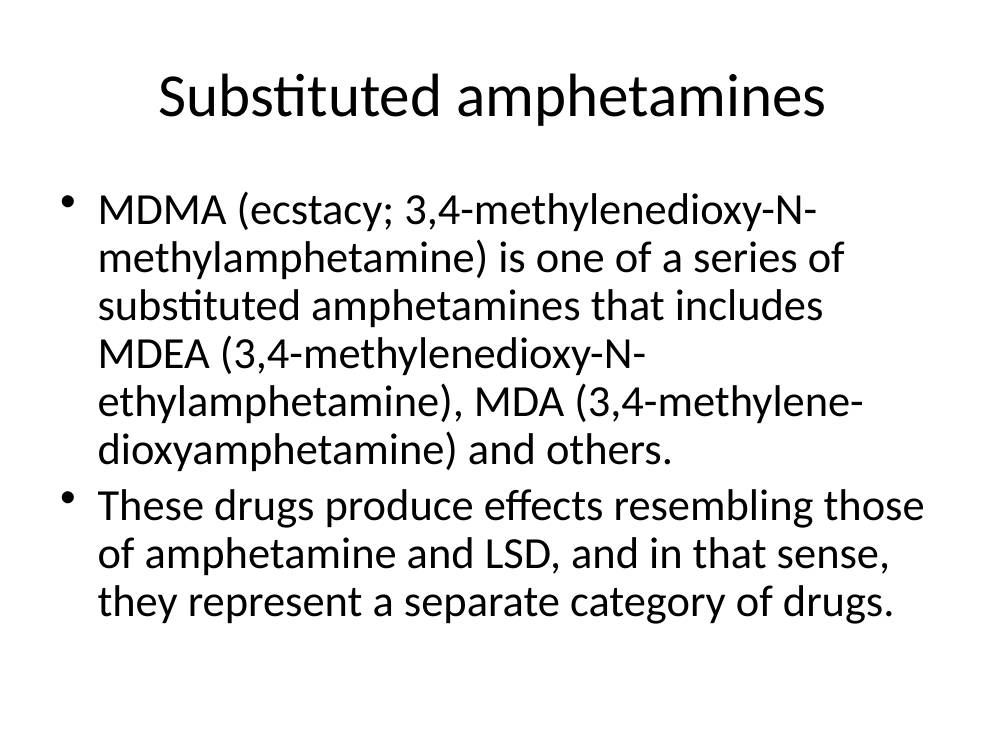 Substituted amphetamines
• MDMA (ecstacy; 3,4-methylenedioxy-N-
methylamphetamine) is one of a series of
substituted amphetamines that includes
MDEA (3,4-methylenedioxy-N-
ethylamphetamine), MDA (3,4-methylene-
dioxyamphetamine) and others.
• These drugs produce effects resembling those
of amphetamine and LSD, and in that sense,
they represent a separate category of drugs.